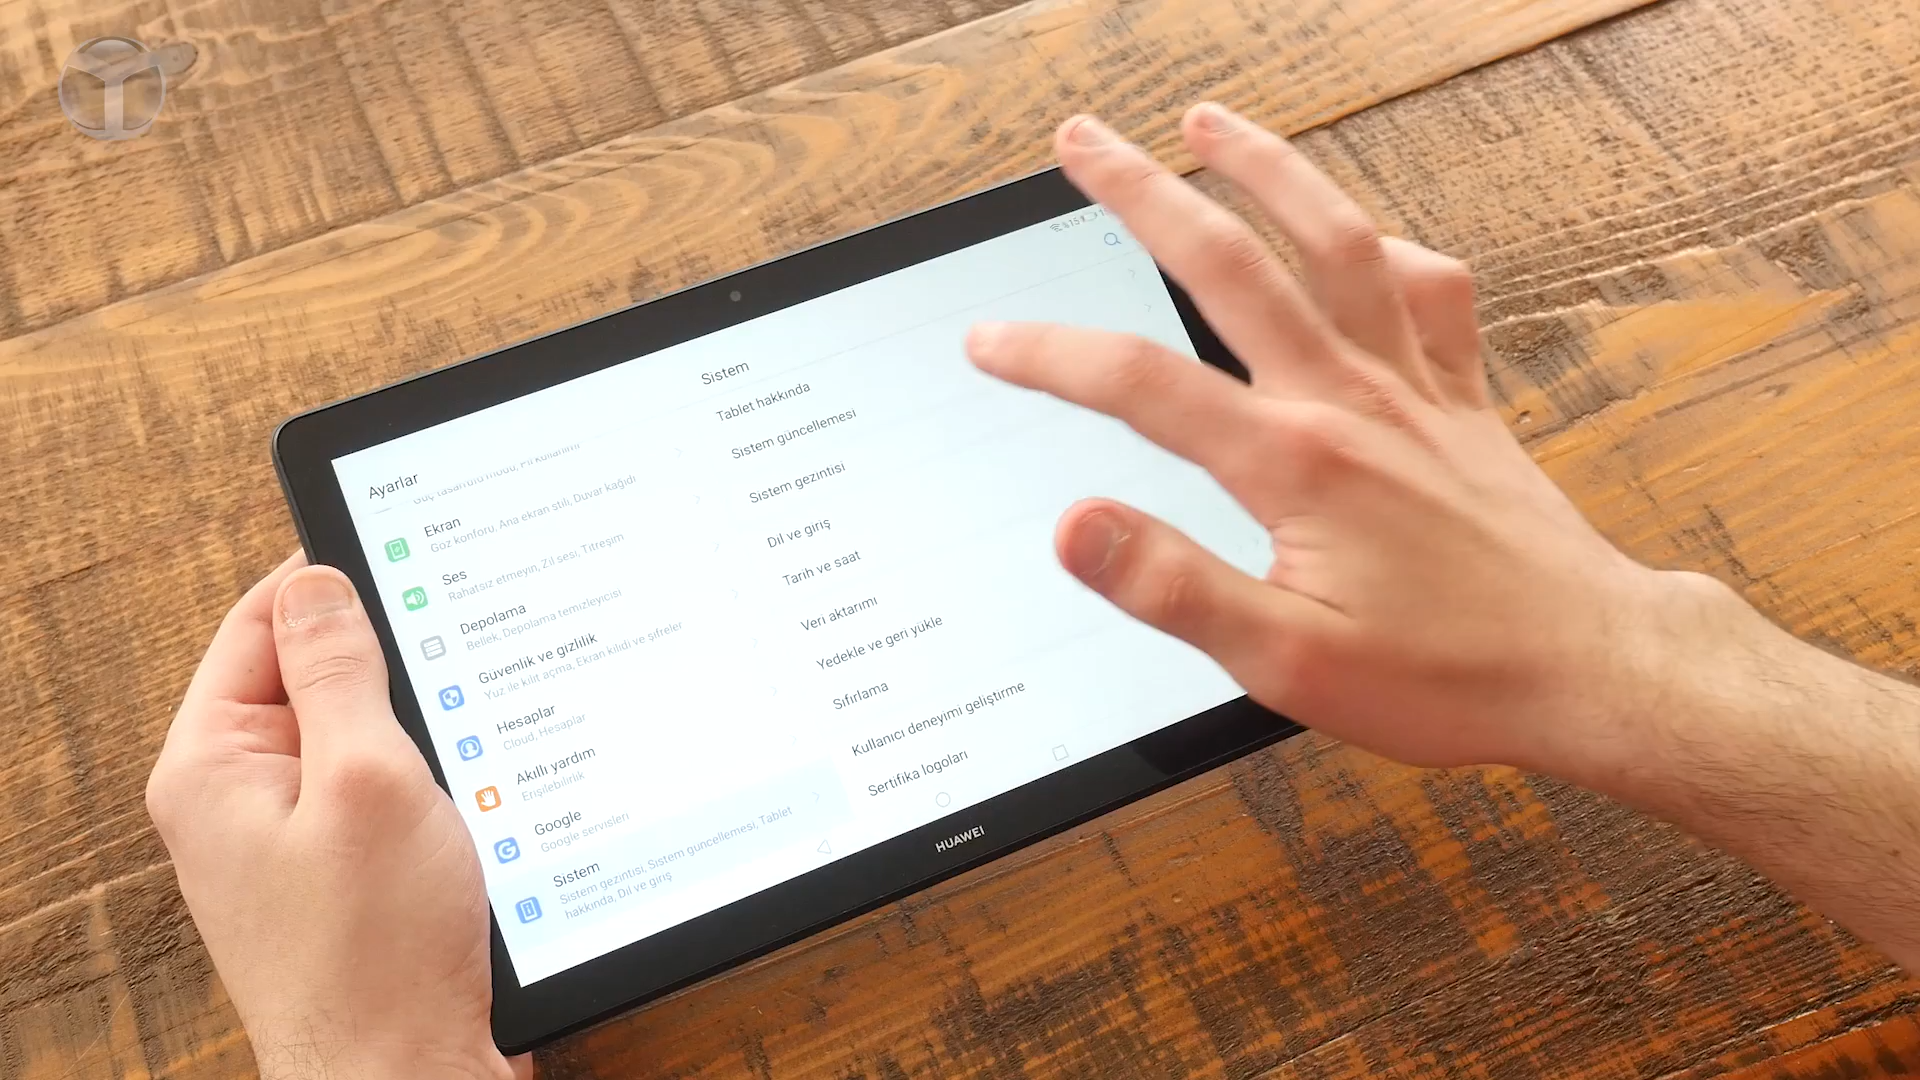 Ayarlar
Ekran
Göz konforu, Ana ekran stili, Duvar kağıdı
Ses
Rahatsız etmeyin, Zil sesi, Titreşim
Depolama
Bellek, Depolama temizleyicisi
Güvenlik ve gizlilik
Yüz ile kilit açma, Ekran kilidi ve şifreler
Hesaplar
Cloud, Hesaplar
Akıllı yardım
Erişilebilirlik
Google
Google servisleri
Sistem
Sistem gezintisi, Sistem güncellemesi, Tablet
hakkında, Dil ve giriş
Sistem
Tablet hakkında
Sistem güncellemesi
Sistem gezintisi
Dil ve giriş
Tarih ve saat
Veri aktarımı
Yedekle ve geri yükle
Sıfırlama
Kullanıcı deneyimi geliştirme
Sertifika logoları
HUAWEI